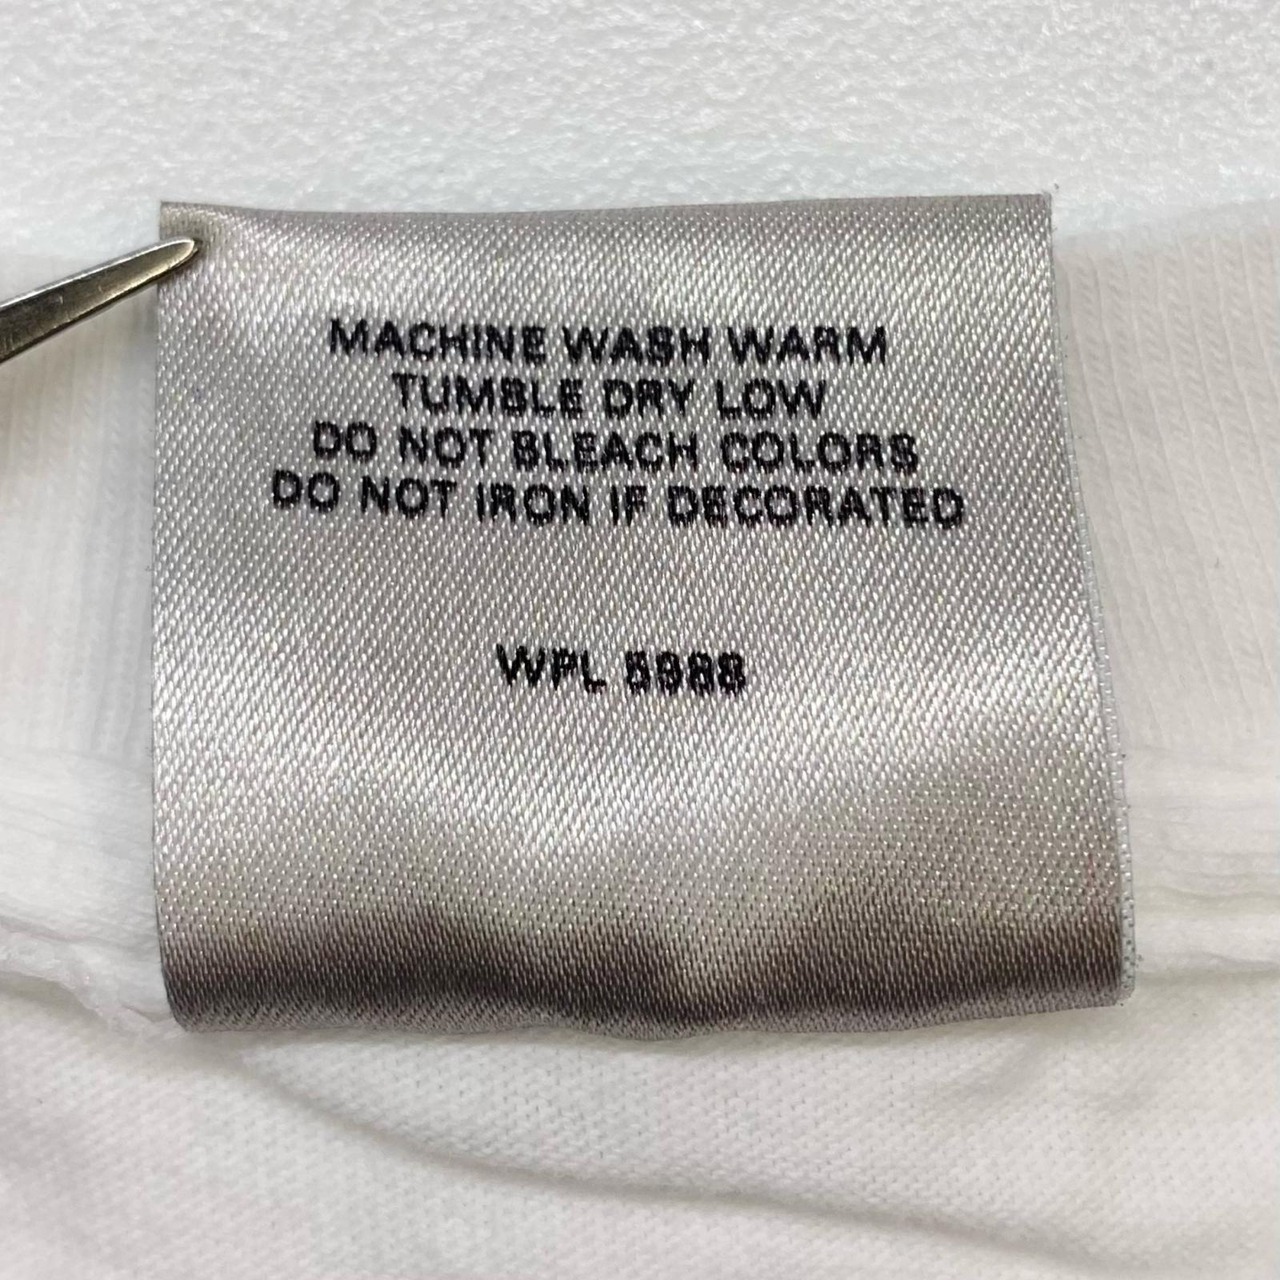 MACHINE WASH WARM
TUMBLE DRY LOW
DO NOT BLEACH COLORS
DO NOT IRON IF DECORATED
WPL 5988